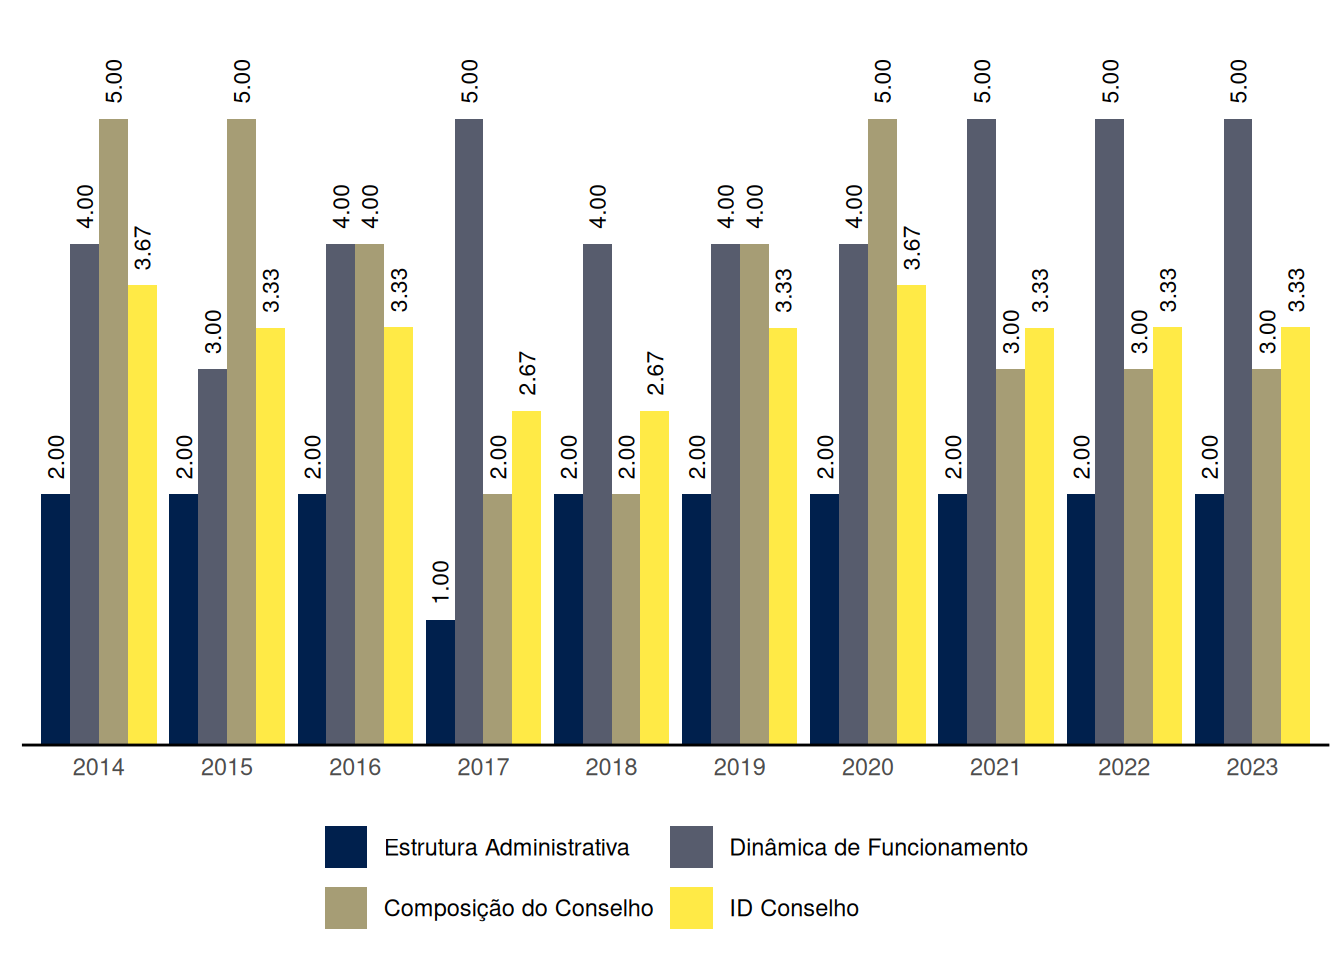 2.00 4.00 5.00 3.67
2.00 3.00 5.00 3.33
2.00 4.00 4.00 3.33
1.00 5.00 2.00 2.67
2.00 4.00 2.00 2.67
2.00 4.00 4.00 3.33
2.00 4.00 5.00 3.67
2.00 5.00 3.00 3.33
2.00 5.00 3.00 3.33
2.00 5.00 3.00 3.33
2014 2015 2016 2017 2018 2019 2020 2021 2022 2023
Estrutura Administrativa Dinâmica de Funcionamento
Composição do Conselho ID Conselho